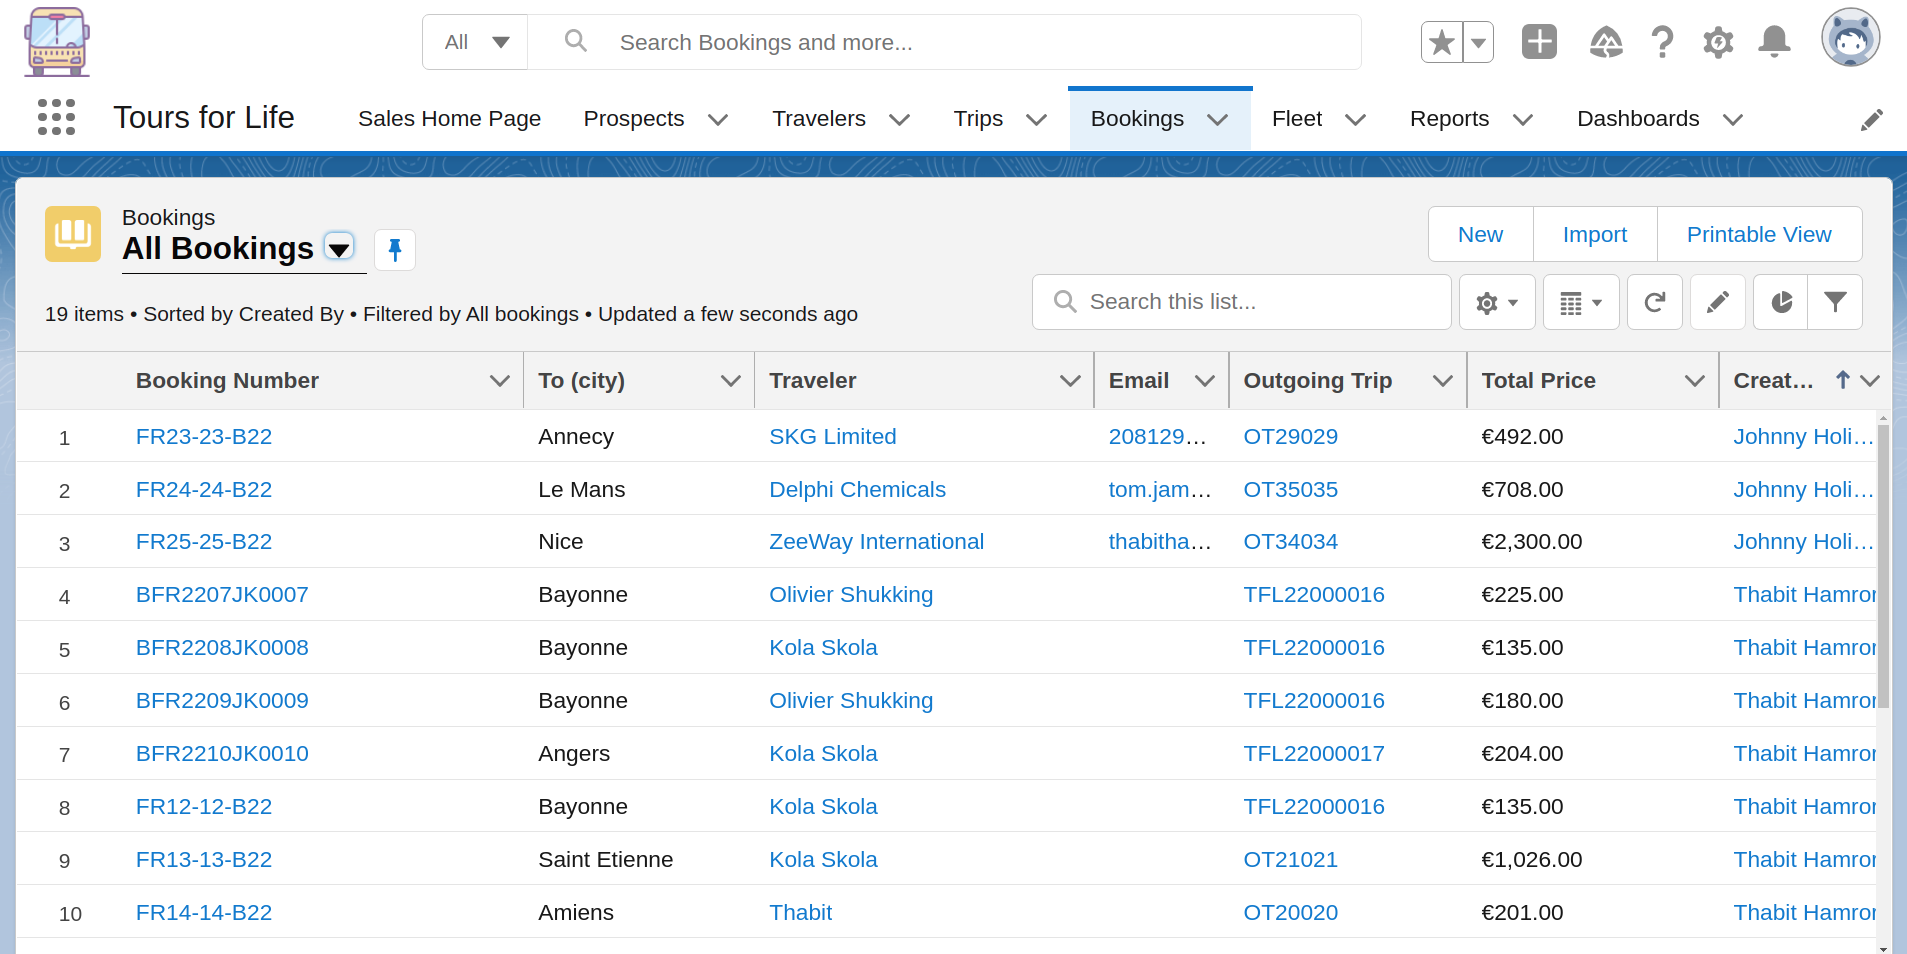 All
Search Bookings and more...
Tours for Life
Sales Home Page
Prospects
Travelers
Trips
Bookings
Fleet
Reports
Dashboards
Bookings
All Bookings
New
Import
Printable View
19 items • Sorted by Created By • Filtered by All bookings • Updated a few seconds ago
Search this list...
Booking Number To (city) Traveler Email Outgoing Trip Total Price Creat…
1 FR23-23-B22 Annecy SKG Limited 208129… OT29029 €492.00 Johnny Holi…
2 FR24-24-B22 Le Mans Delphi Chemicals tom.jam… OT35035 €708.00 Johnny Holi…
3 FR25-25-B22 Nice ZeeWay International thabitha… OT34034 €2,300.00 Johnny Holi…
4 BFR2207JK0007 Bayonne Olivier Shukking TFL22000016 €225.00 Thabit Hamror
5 BFR2208JK0008 Bayonne Kola Skola TFL22000016 €135.00 Thabit Hamror
6 BFR2209JK0009 Bayonne Olivier Shukking TFL22000016 €180.00 Thabit Hamror
7 BFR2210JK0010 Angers Kola Skola TFL22000017 €204.00 Thabit Hamror
8 FR12-12-B22 Bayonne Kola Skola TFL22000016 €135.00 Thabit Hamror
9 FR13-13-B22 Saint Etienne Kola Skola OT21021 €1,026.00 Thabit Hamror
10 FR14-14-B22 Amiens Thabit OT20020 €201.00 Thabit Hamror